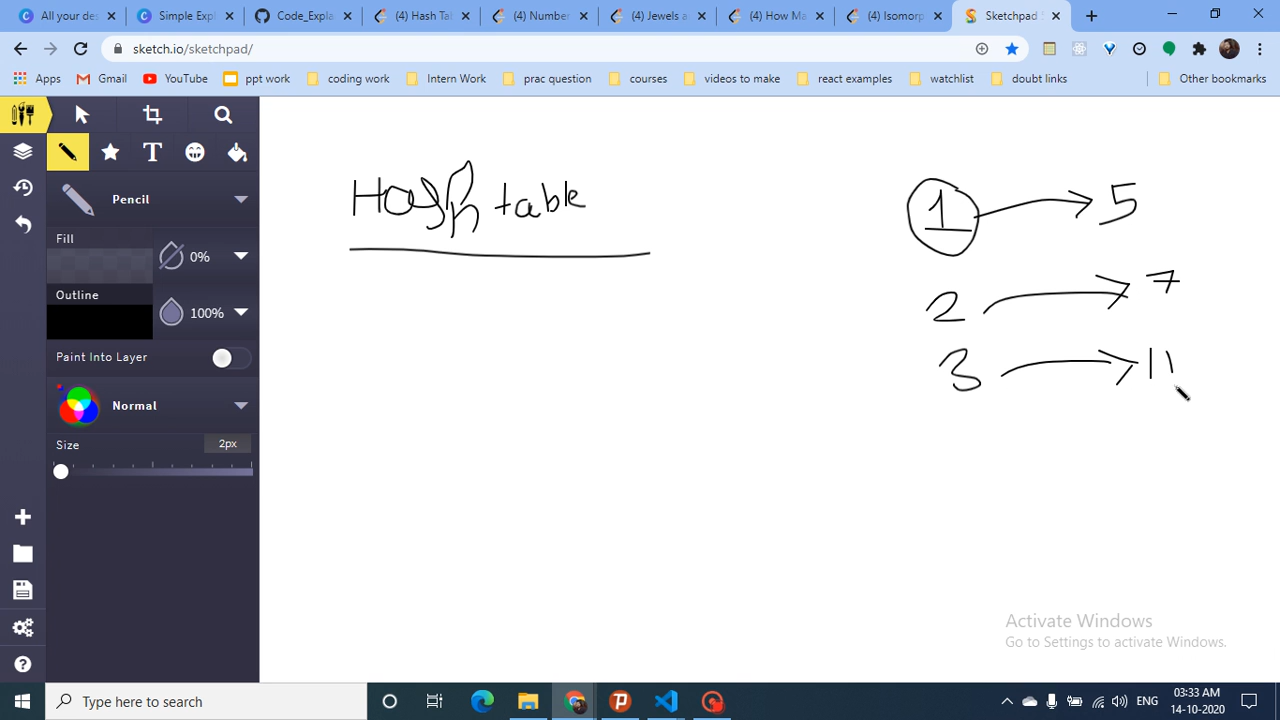 All your des
Simple Expl
Code_Expla
(4) Hash Tab
(4) Number
(4) Jewels a
(4) How Ma
(4) Isomorp
Sketchpad
sketch.io/sketchpad/
Apps Gmail YouTube ppt work coding work Intern Work prac question courses videos to make react examples watchlist doubt links Other bookmarks
Pencil
Fill
0%
Outline
100%
Paint Into Layer
Normal
Size 2px
Hash table
1 → 5
2 → 7
3 → 11
Activate Windows
Go to Settings to activate Windows.
Type here to search
ENG
03:33 AM
14-10-2020